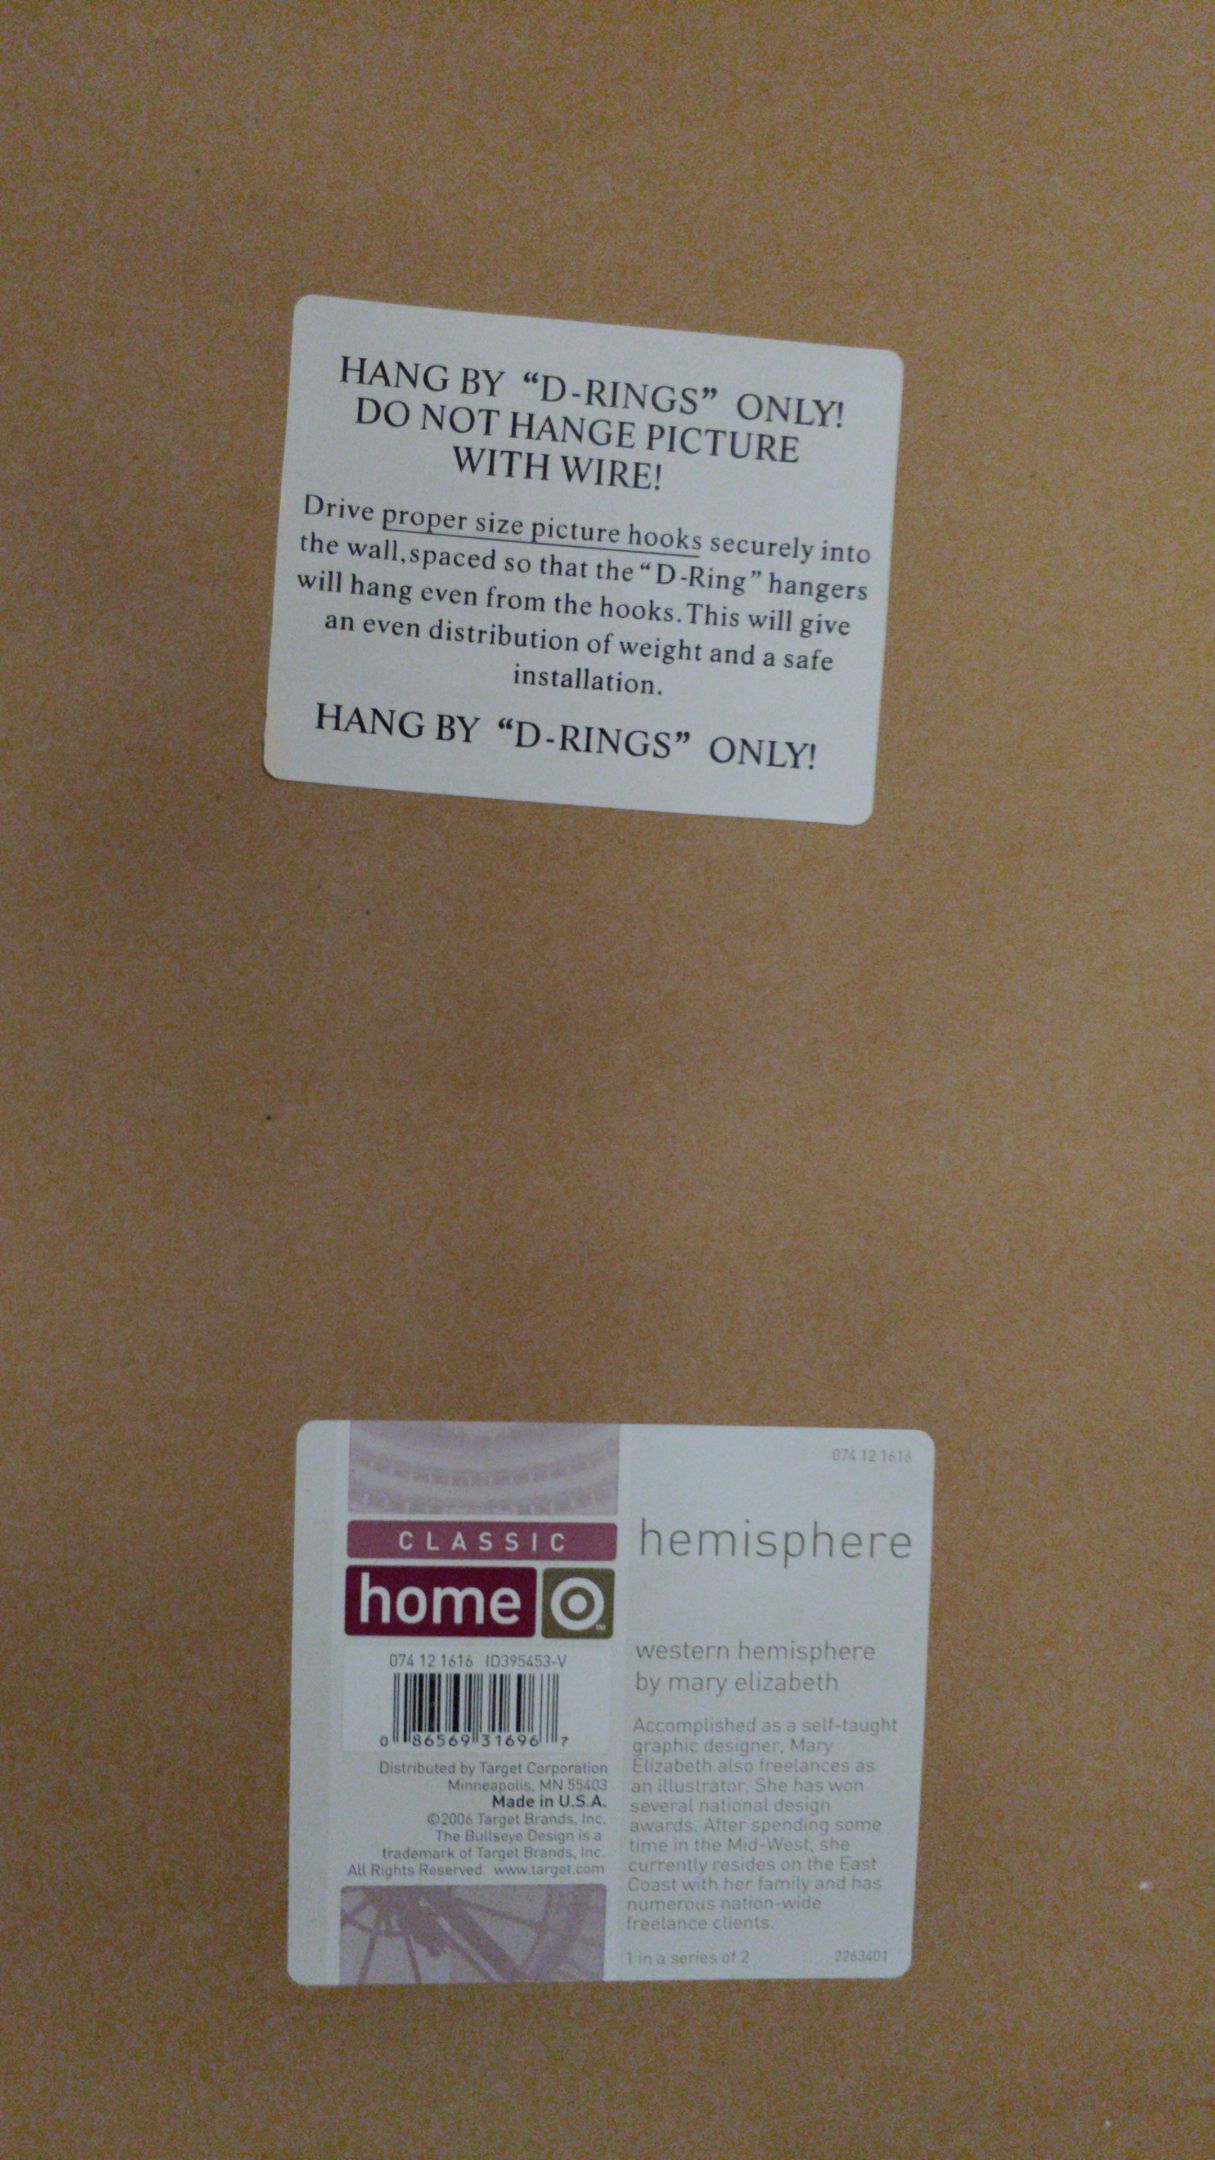 HANG BY “D-RINGS” ONLY!
DO NOT HANGE PICTURE
WITH WIRE!
Drive proper size picture hooks securely into
the wall,spaced so that the “D-Ring” hangers
will hang even from the hooks. This will give
an even distribution of weight and a safe
installation.
HANG BY “D-RINGS” ONLY!
CLASSIC
home
TM
074 12 1616 ID395453-V
0 86569 31696 7
Distributed by Target Corporation
Minneapolis, MN 55403
Made in U.S.A.
©2006 Target Brands, Inc.
The Bullseye Design is a
trademark of Target Brands, Inc.
All Rights Reserved www.target.com
074 12 1616
hemisphere
western hemisphere
by mary elizabeth
Accomplished as a self-taught
graphic designer, Mary
Elizabeth also freelances as
an illustrator. She has won
several national design
awards. After spending some
time in the Mid-West, she
currently resides on the East
Coast with her family and has
numerous nation-wide
freelance clients.
1 in a series of 2
2263401